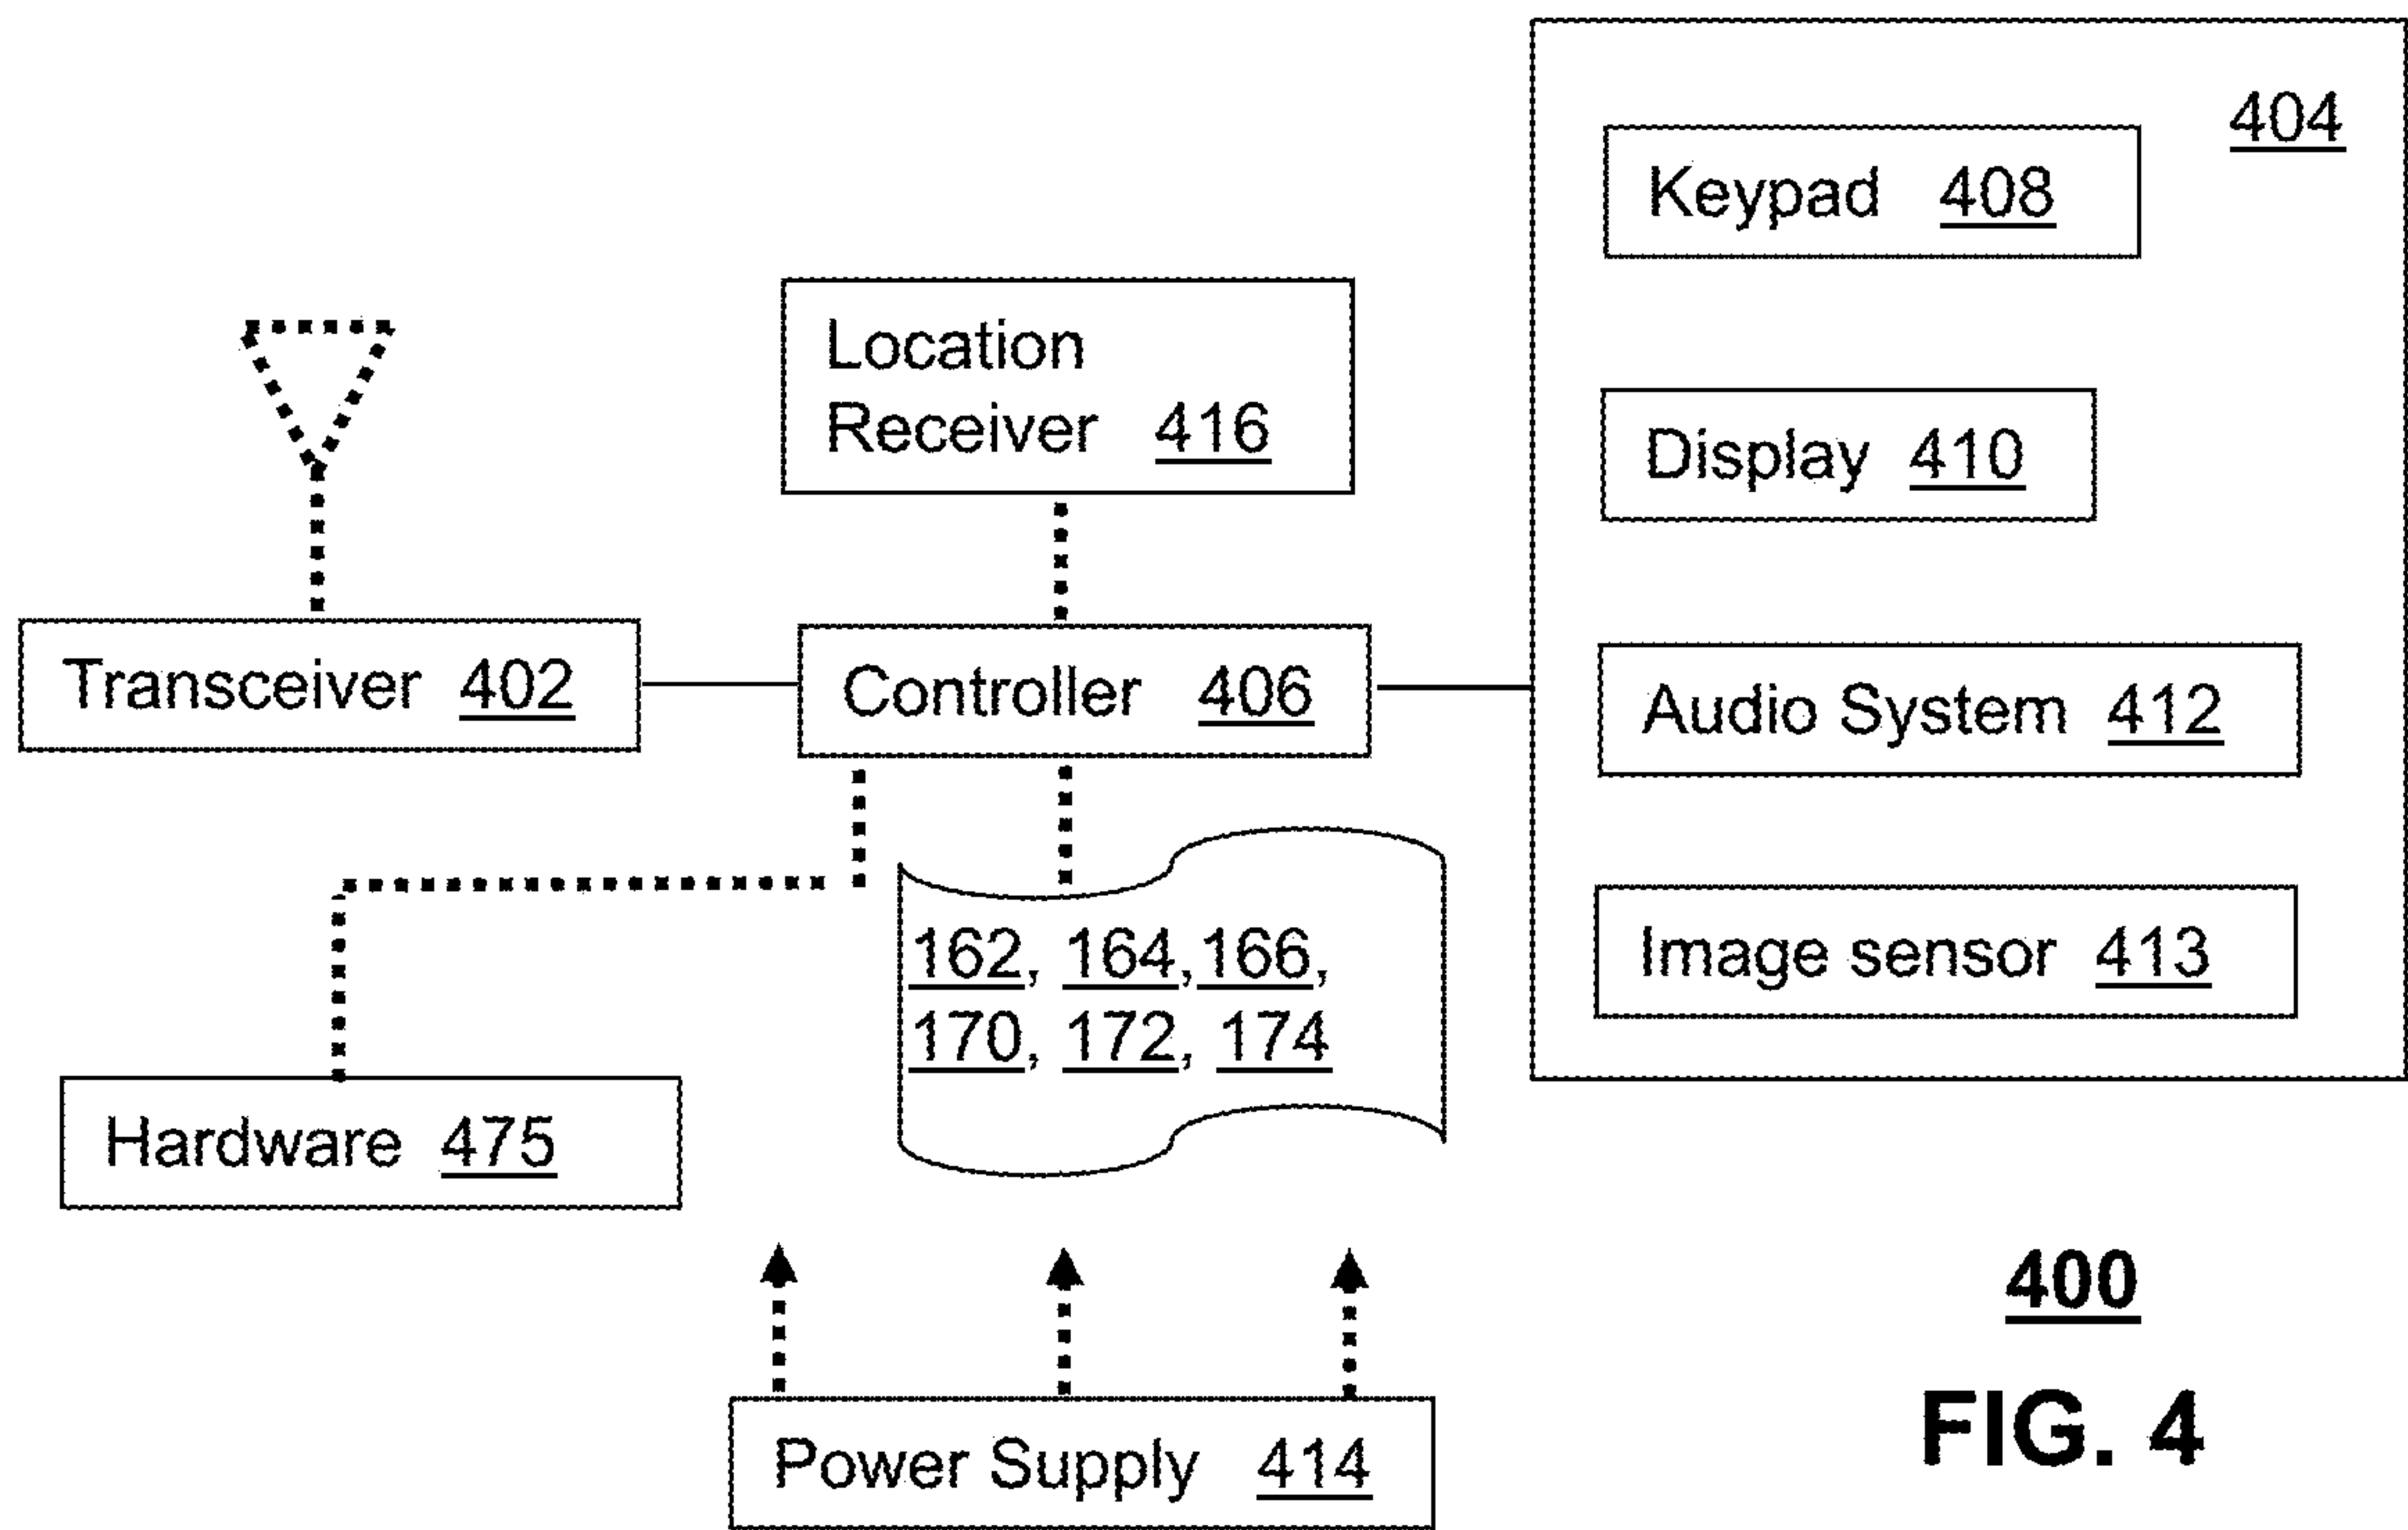 404
Keypad 408
Location
Receiver 416
Display 410
Transceiver 402
Controller 406
Audio System 412
162, 164, 166,
170, 172, 174
Image sensor 413
Hardware 475
400
Power Supply 414
FIG. 4